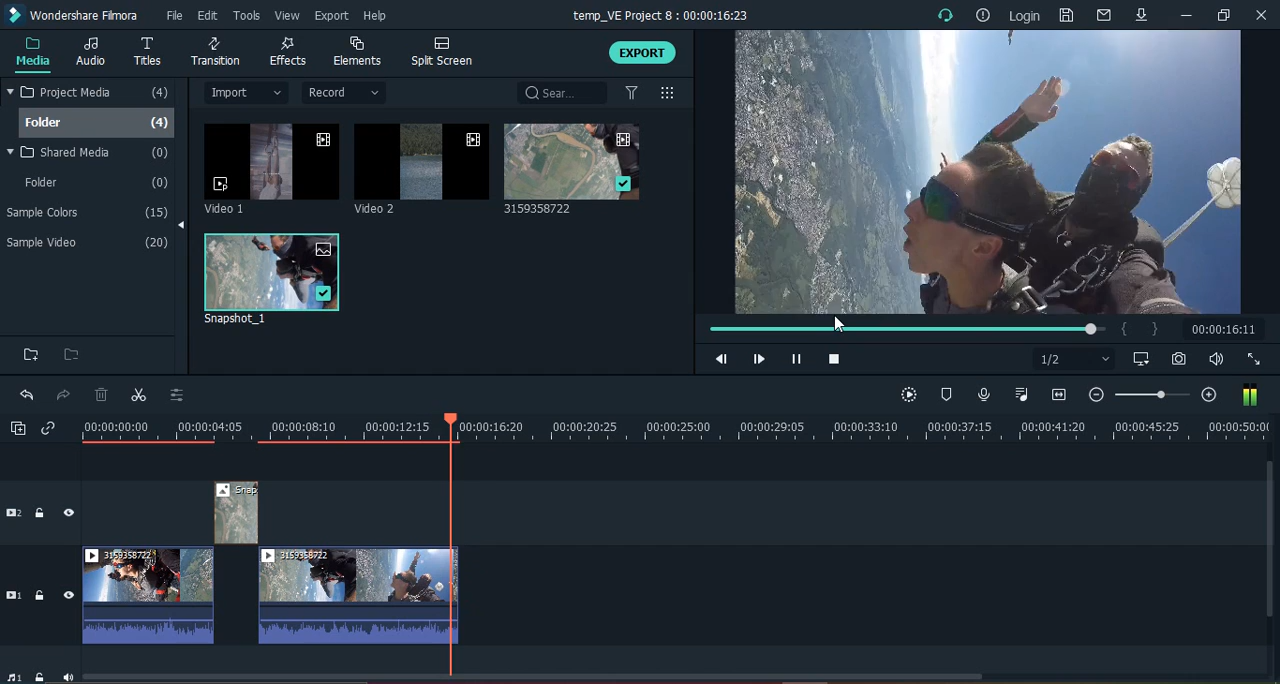 Wondershare Filmora File Edit Tools View Export Help temp_VE Project 8 : 00:00:16:23 Login
Media Audio Titles Transition Effects Elements Split Screen EXPORT
Project Media (4)
Folder (4)
Shared Media (0)
Folder (0)
Sample Colors (15)
Sample Video (20)
Import Record Sear...
Video 1 Video 2 3159358722
Snapshot_1
{ } 00:00:16:11
1/2
00:00:00:00 00:00:04:05 00:00:08:10 00:00:12:15 00:00:16:20 00:00:20:25 00:00:25:00 00:00:29:05 00:00:33:10 00:00:37:15 00:00:41:20 00:00:45:25 00:00:50:0
2 Snap
3159358722 3159358722
1
1